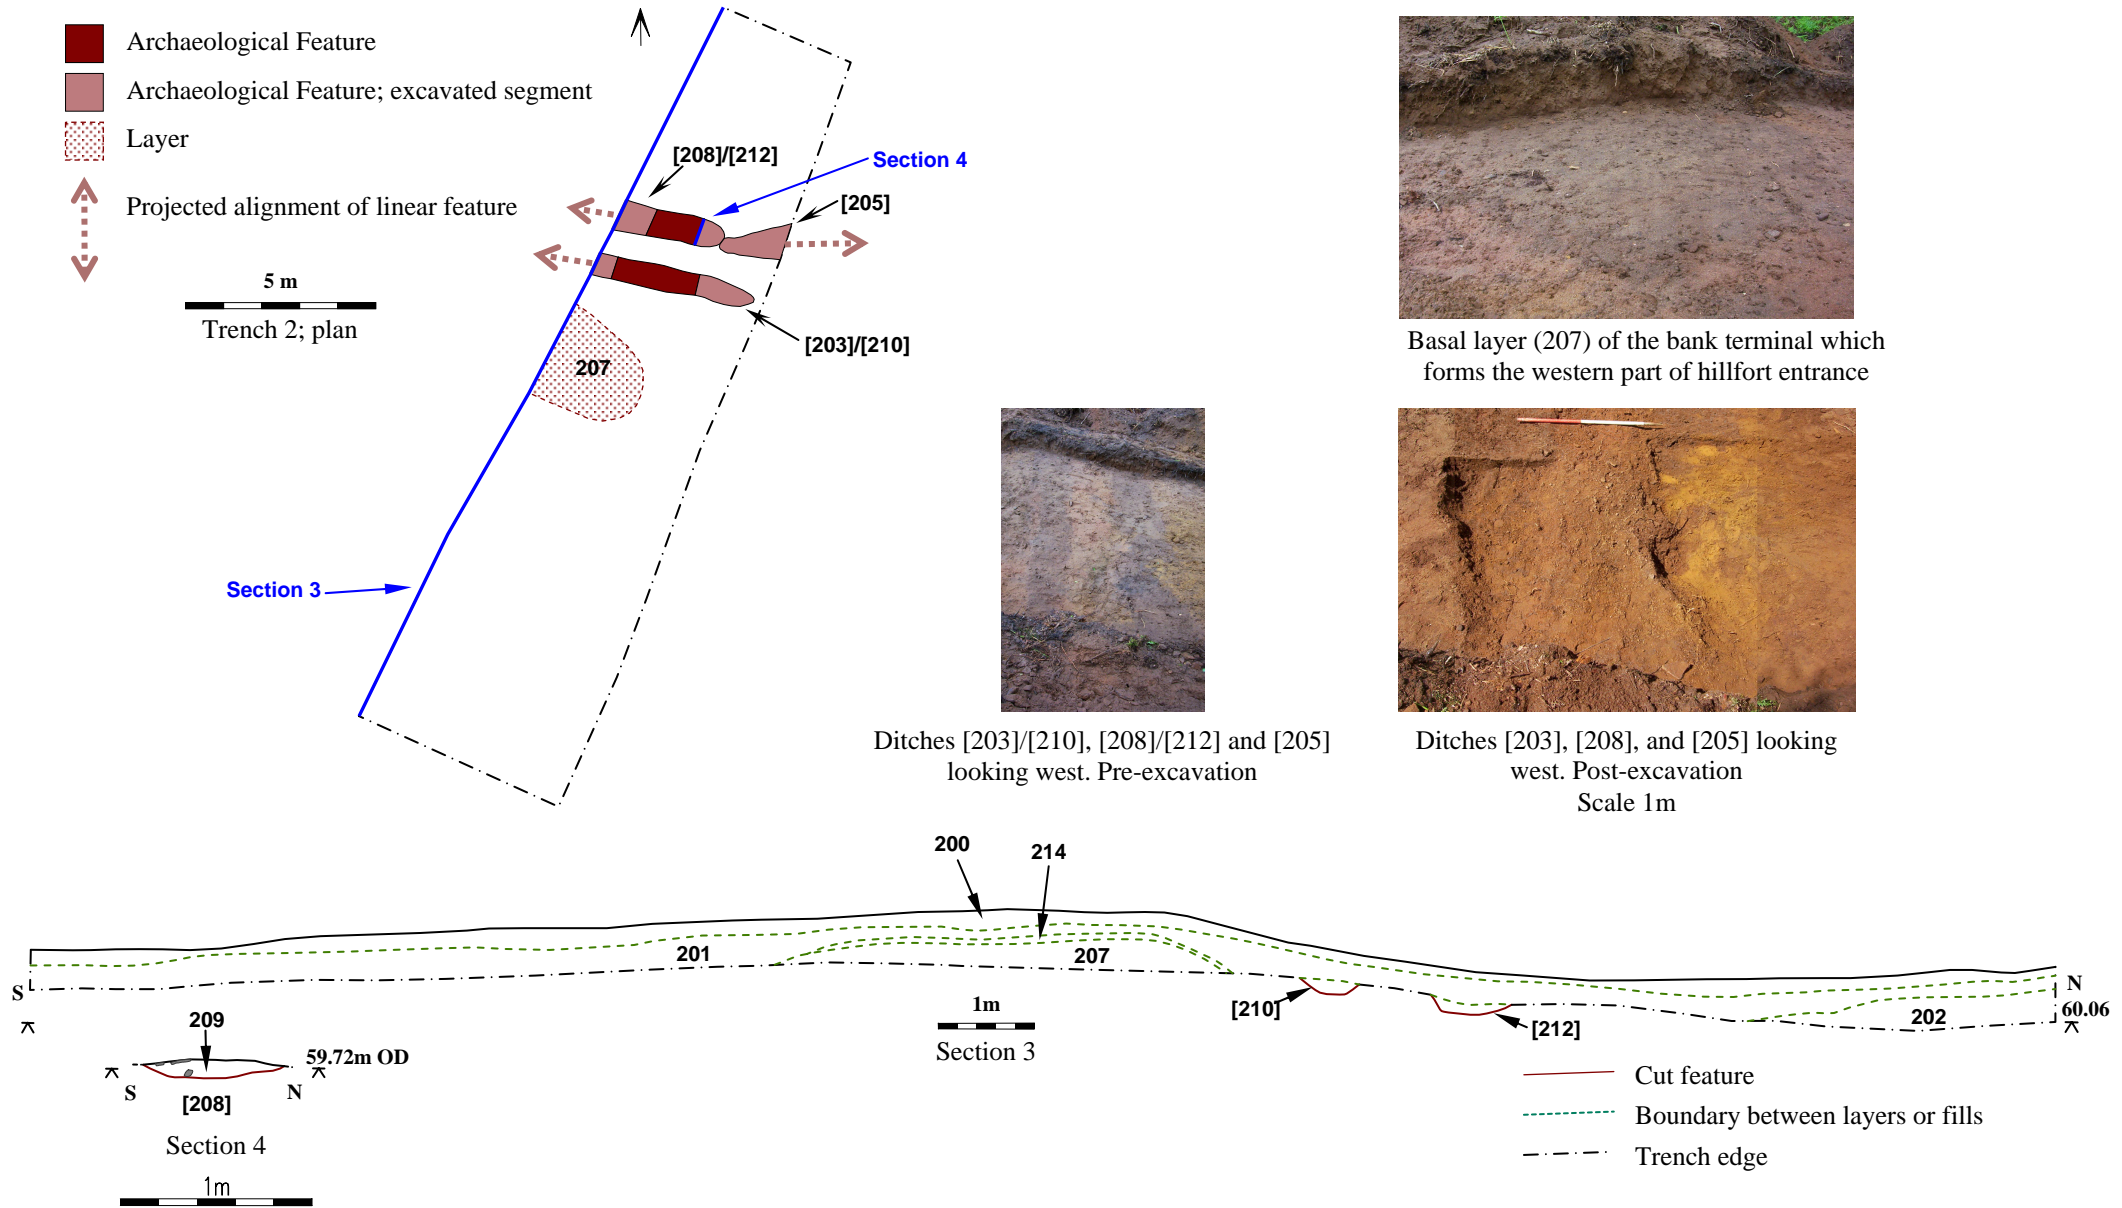 Archaeological Feature
Archaeological Feature; excavated segment
Layer
Projected alignment of linear feature
5 m
Trench 2; plan
[208]/[212]
Section 4
[205]
[203]/[210]
207
Section 3
Basal layer (207) of the bank terminal which
forms the western part of hillfort entrance
Ditches [203]/[210], [208]/[212] and [205]
looking west. Pre-excavation
Ditches [203], [208], and [205] looking
west. Post-excavation
Scale 1m
200
214
201
207
S
N
60.06
[210]
[212]
202
1m
Section 3
209
59.72m OD
S
N
[208]
Section 4
1m
Cut feature
Boundary between layers or fills
Trench edge